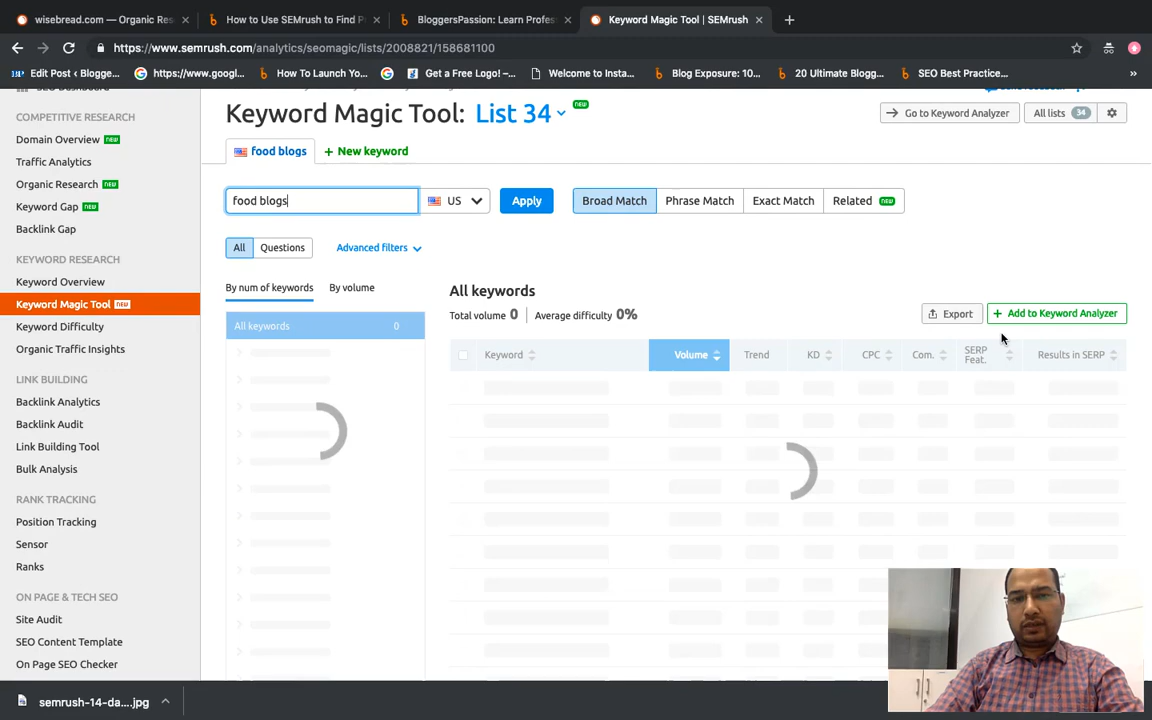 wisebread.com — Organic Res
How to Use SEMrush to Find P
BloggersPassion: Learn Profes
Keyword Magic Tool | SEMrush
https://www.semrush.com/analytics/seomagic/lists/2008821/158681100
Edit Post ‹ Blogge...
https://www.googl...
How To Launch Yo...
Get a Free Logo! –...
Welcome to Insta...
Blog Exposure: 10...
20 Ultimate Blogg...
SEO Best Practice...
»
SEO Dashboard
Keyword Magic Tool: List 34 NEW
Go to Keyword Analyzer
All lists 34
COMPETITIVE RESEARCH
Domain Overview NEW
Traffic Analytics
Organic Research NEW
Keyword Gap NEW
Backlink Gap
KEYWORD RESEARCH
Keyword Overview
Keyword Magic Tool NEW
Keyword Difficulty
Organic Traffic Insights
LINK BUILDING
Backlink Analytics
Backlink Audit
Link Building Tool
Bulk Analysis
RANK TRACKING
Position Tracking
Sensor
Ranks
ON PAGE & TECH SEO
Site Audit
SEO Content Template
On Page SEO Checker
food blogs
+ New keyword
food blogs
US
Apply
Broad Match
Phrase Match
Exact Match
Related NEW
All
Questions
Advanced filters
By num of keywords
By volume
All keywords 0
All keywords
Total volume 0
Average difficulty 0%
Export
+ Add to Keyword Analyzer
Keyword
Volume
Trend
KD
CPC
Com.
SERP
Feat.
Results in SERP
semrush-14-da....jpg